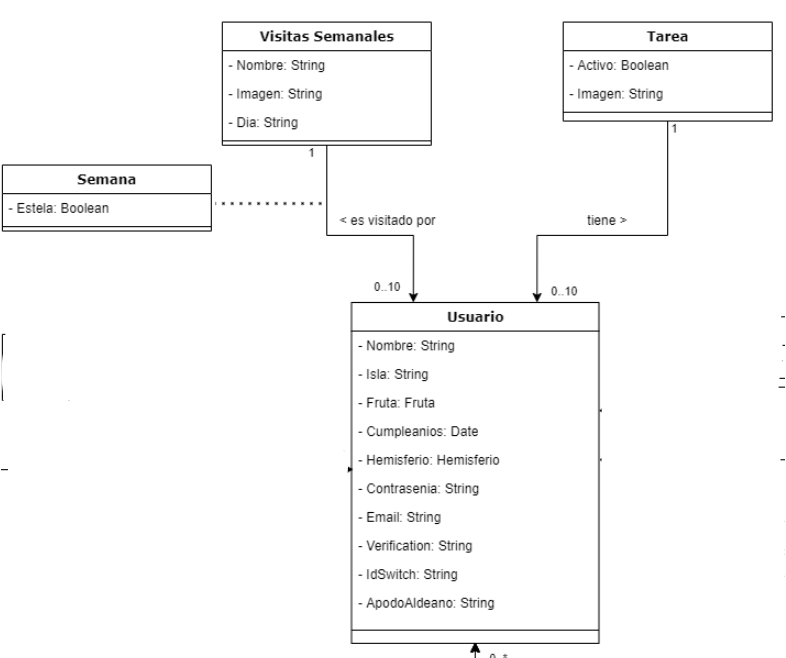 Visitas Semanales
- Nombre: String
- Imagen: String
- Dia: String
Tarea
- Activo: Boolean
- Imagen: String
1
1
Semana
- Estela: Boolean
< es visitado por
tiene >
0..10
0..10
Usuario
- Nombre: String
- Isla: String
- Fruta: Fruta
- Cumpleanios: Date
- Hemisferio: Hemisferio
- Contrasenia: String
- Email: String
- Verification: String
- IdSwitch: String
- ApodoAldeano: String
0..*